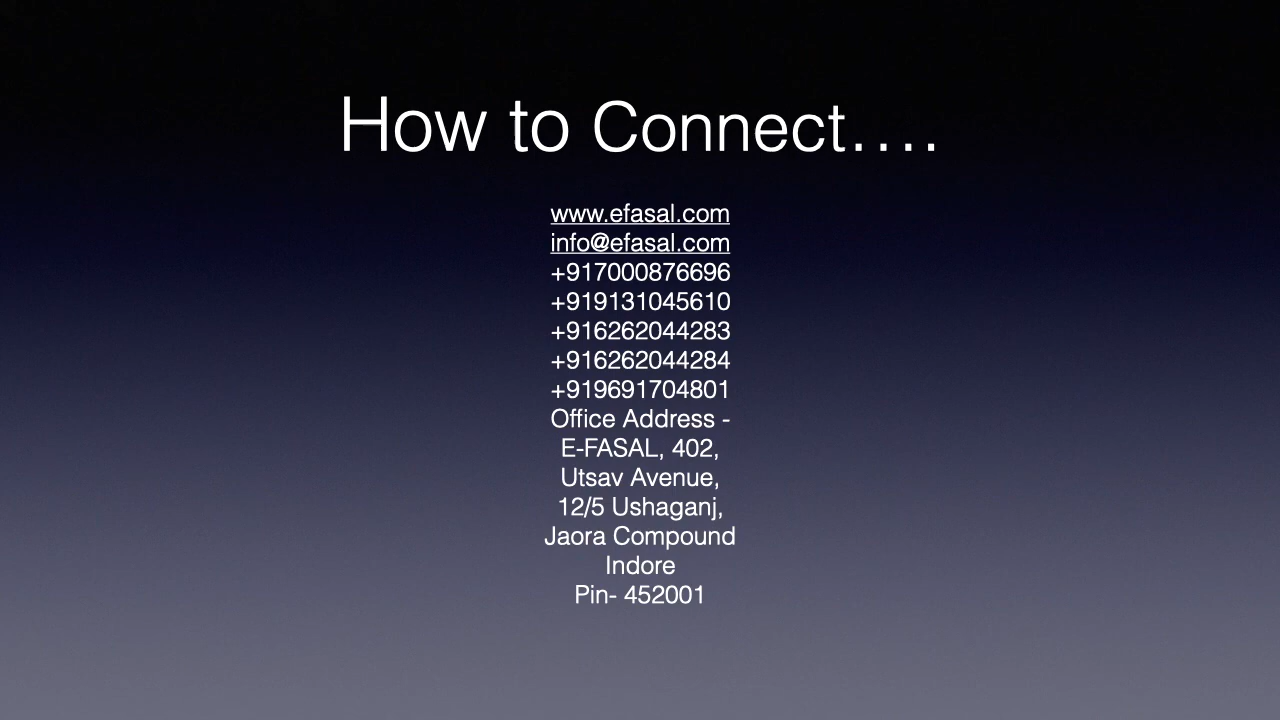 How to Connect....
www.efasal.com
info@efasal.com
+917000876696
+919131045610
+916262044283
+916262044284
+919691704801
Office Address -
E-FASAL, 402,
Utsav Avenue,
12/5 Ushaganj,
Jaora Compound
Indore
Pin- 452001